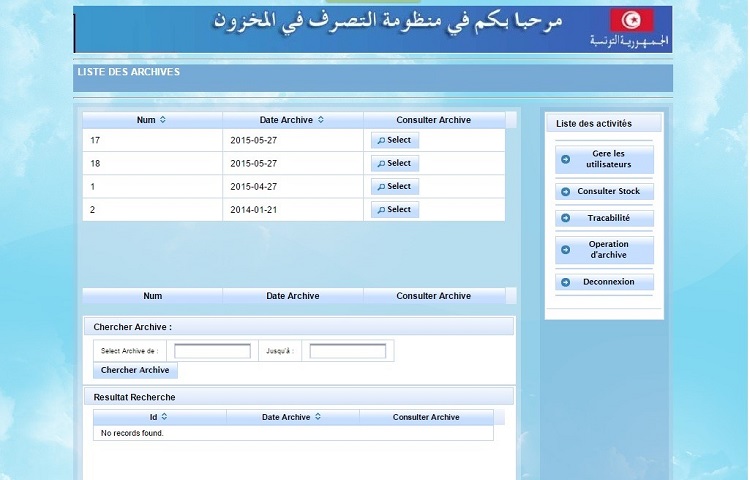 مرحبا بكم في منظومة التصرف في المخزون
الجمهورية التونسية
LISTE DES ARCHIVES
Num Date Archive Consulter Archive
17 2015-05-27 Select
18 2015-05-27 Select
1 2015-04-27 Select
2 2014-01-21 Select
Num Date Archive Consulter Archive
Chercher Archive :
Select Archive de : Jusqu'à :
Chercher Archive
Resultat Recherche
Id Date Archive Consulter Archive
No records found.
Liste des activités
Gere les
utilisateurs
Consulter Stock
Tracabilité
Operation
d'archive
Deconnexion